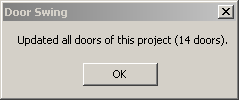 Door Swing
Updated all doors of this project (14 doors).
OK